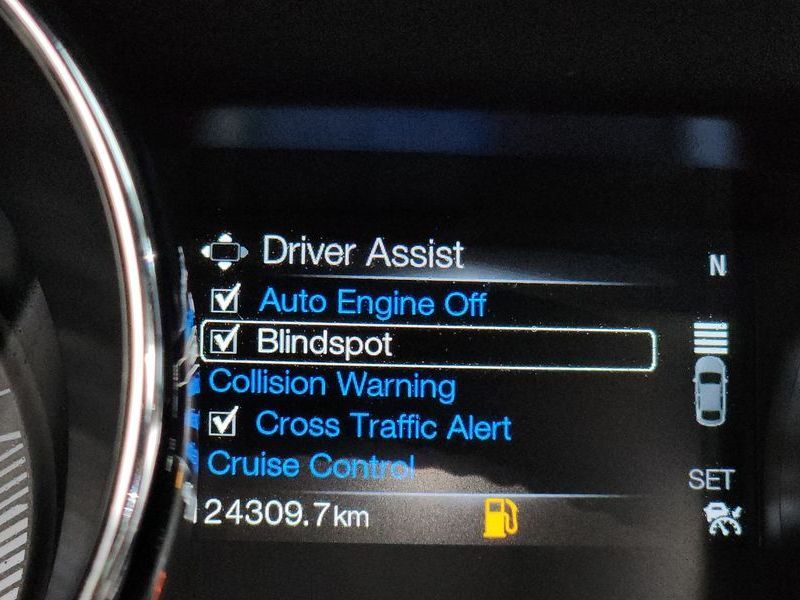 Driver Assist
N
Auto Engine Off
Blindspot
Collision Warning
Cross Traffic Alert
Cruise Control
SET
24309.7km